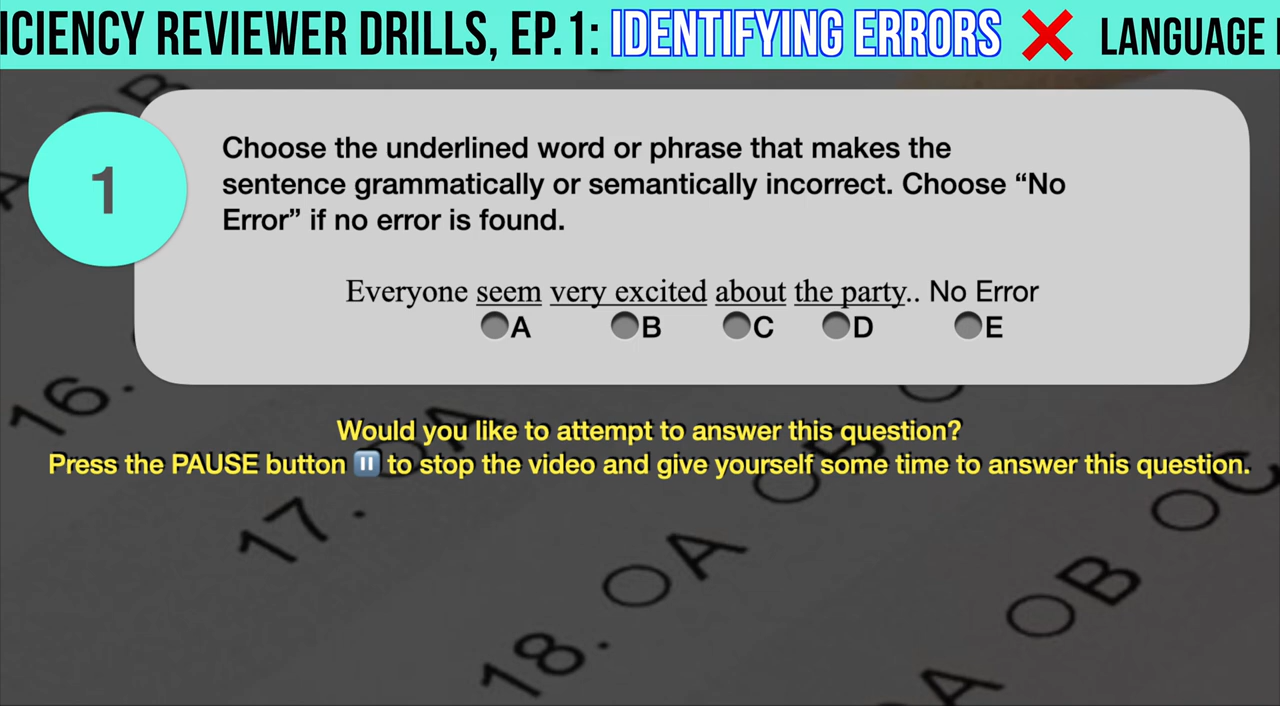 ICIENCY REVIEWER DRILLS, EP.1: IDENTIFYING ERRORS ❌ LANGUAGE
1
Choose the underlined word or phrase that makes the
sentence grammatically or semantically incorrect. Choose “No
Error” if no error is found.
Everyone seem very excited about the party.. No Error
A B C D E
Would you like to attempt to answer this question?
Press the PAUSE button ⏸ to stop the video and give yourself some time to answer this question.
B
16.
17. A B C
18. A B
A